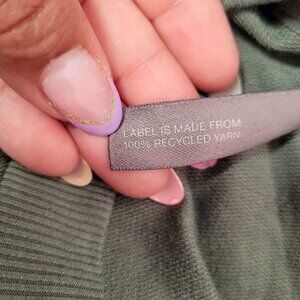 LABEL IS MADE FROM
100% RECYCLED YARN